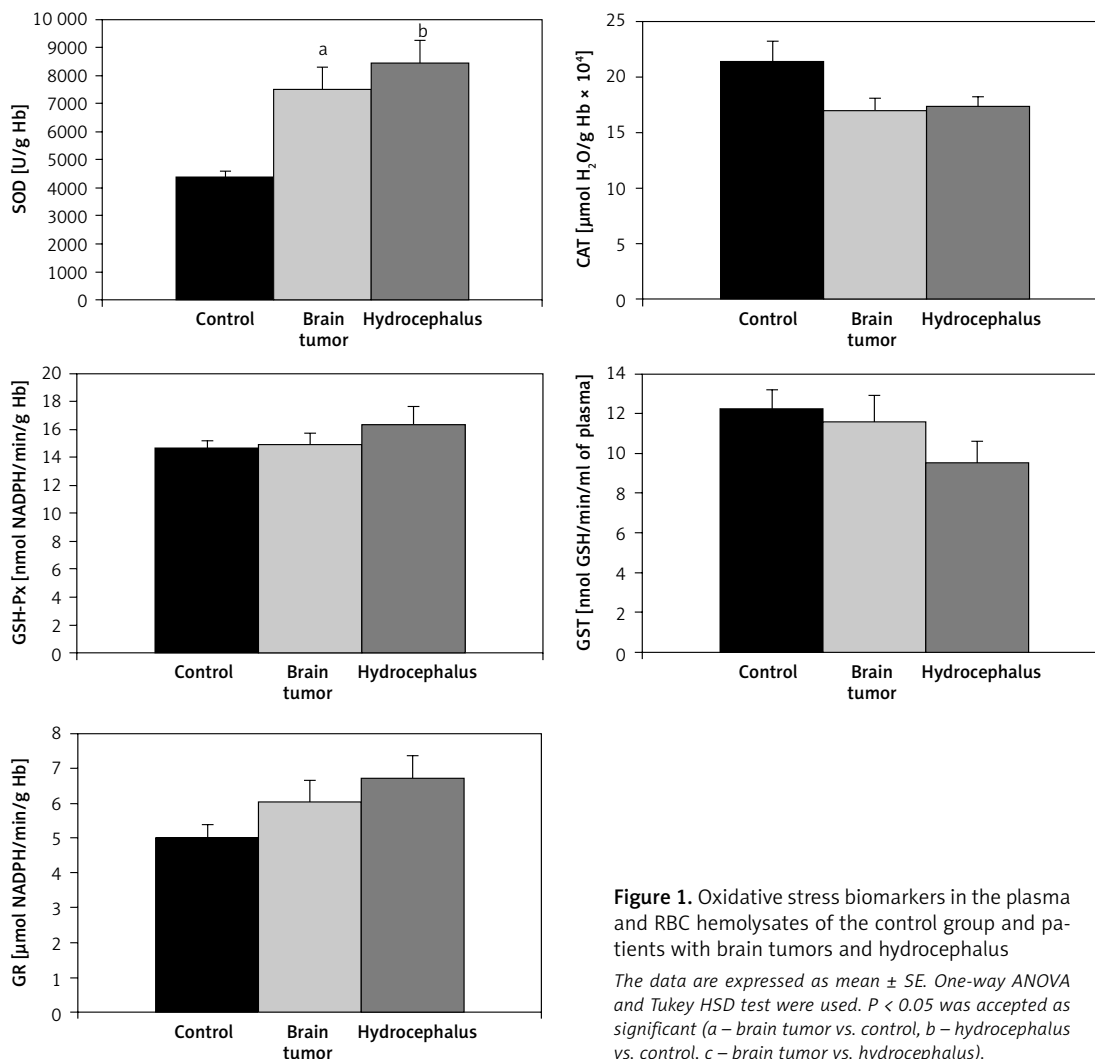 SOD [U/g Hb]
10 000
9000
8000
7000
6000
5000
4000
3000
2000
1000
0
a
b
Control
Brain
tumor
Hydrocephalus
CAT [µmol H₂O/g Hb × 10⁴]
25
20
15
10
5
0
Control
Brain
tumor
Hydrocephalus
GSH-Px [nmol NADPH/min/g Hb]
20
18
16
14
12
10
8
6
4
2
0
Control
Brain
tumor
Hydrocephalus
GST [nnol GSH/min/ml of plasma]
14
12
10
8
6
4
2
0
Control
Brain
tumor
Hydrocephalus
GR [µmol NADPH/min/g Hb]
8
7
6
5
4
3
2
1
0
Control
Brain
tumor
Hydrocephalus
Figure 1. Oxidative stress biomarkers in the plasma
and RBC hemolysates of the control group and pa-
tients with brain tumors and hydrocephalus
The data are expressed as mean ± SE. One-way ANOVA
and Tukey HSD test were used. P < 0.05 was accepted as
significant (a – brain tumor vs. control, b – hydrocephalus
vs. control, c – brain tumor vs. hydrocephalus).